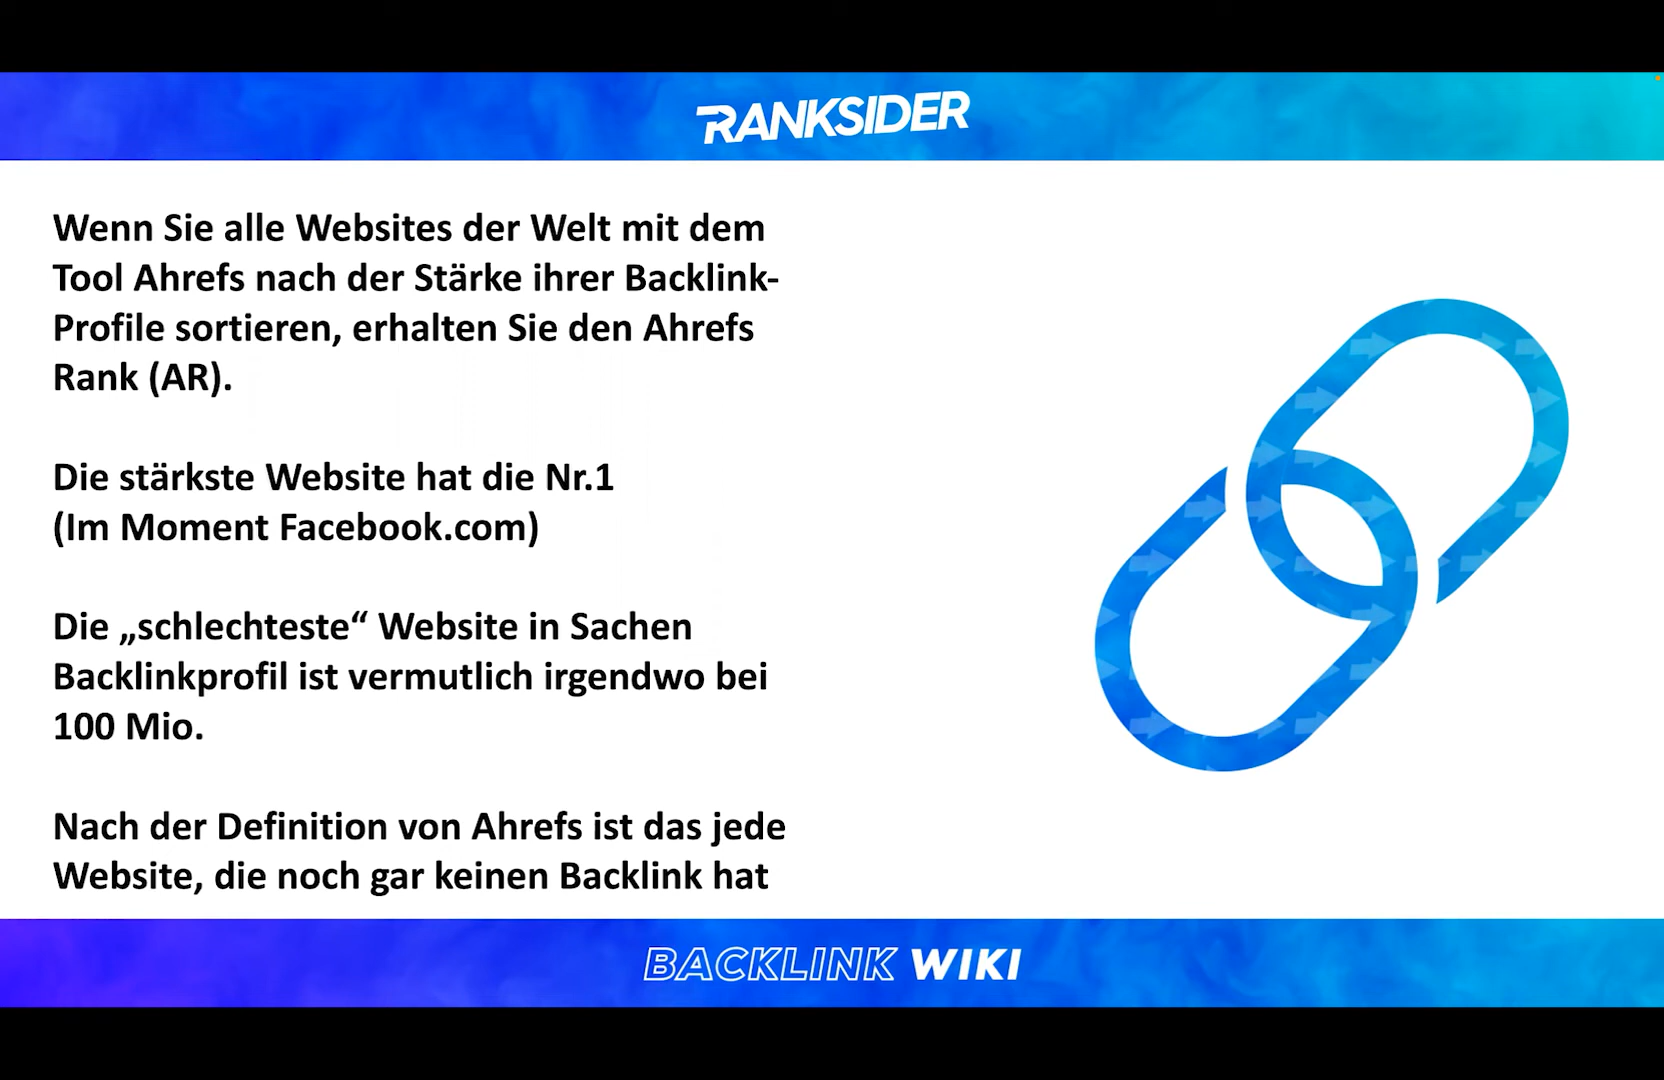 RANKSIDER
Wenn Sie alle Websites der Welt mit dem
Tool Ahrefs nach der Stärke ihrer Backlink-
Profile sortieren, erhalten Sie den Ahrefs
Rank (AR).
Die stärkste Website hat die Nr.1
(Im Moment Facebook.com)
Die „schlechteste“ Website in Sachen
Backlinkprofil ist vermutlich irgendwo bei
100 Mio.
Nach der Definition von Ahrefs ist das jede
Website, die noch gar keinen Backlink hat
BACKLINK WIKI